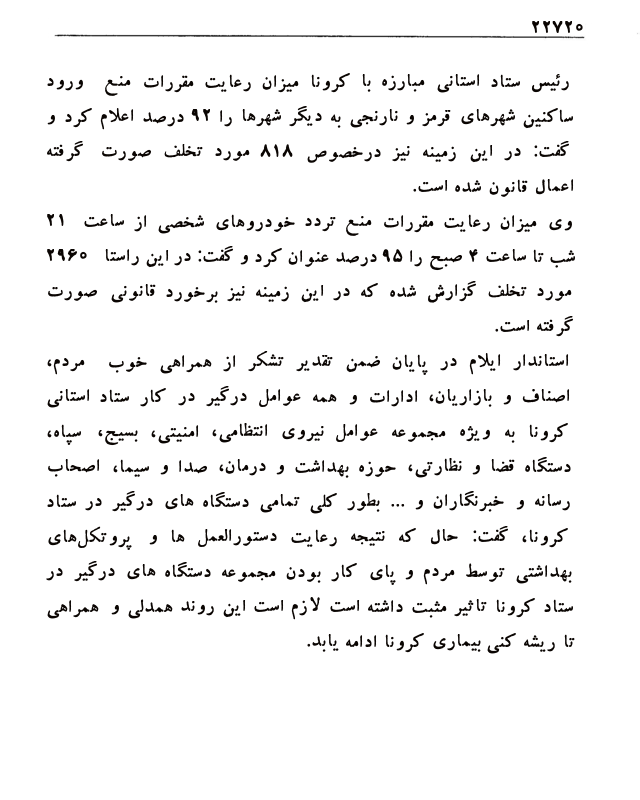 ۲۲۷۲۰
رئیس ستاد استانی مبارزه با کرونا میزان رعایت مقررات منع ورود
ساکنین شهرهای قرمز و نارنجی به دیگر شهرها را ۹۲ درصد اعلام کرد و
گفت: در این زمینه نیز درخصوص ۸۱۸ مورد تخلف صورت گرفته
اعمال قانون شده است.
وی میزان رعایت مقررات منع تردد خودروهای شخصی از ساعت ۲۱
شب تا ساعت ۴ صبح را ۹۵ درصد عنوان کرد و گفت: در این راستا ۲۹۶۰
مورد تخلف گزارش شده که در این زمینه نیز برخورد قانونی صورت
گرفته است.
استاندار ایلام در پایان ضمن تقدیر تشکر از همراهی خوب مردم،
اصناف و بازاریان، ادارات و همه عوامل درگیر در کار ستاد استانی
کرونا به ویژه مجموعه عوامل نیروی انتظامی، امنیتی، بسیج، سپاه،
دستگاه قضا و نظارتی، حوزه بهداشت و درمان، صدا و سیما، اصحاب
رسانه و خبرنگاران و ... بطور کلی تمامی دستگاه های درگیر در ستاد
کرونا، گفت: حال که نتیجه رعایت دستورالعمل ها و پروتکل‌های
بهداشتی توسط مردم و پای کار بودن مجموعه دستگاه های درگیر در
ستاد کرونا تاثیر مثبت داشته است لازم است این روند همدلی و همراهی
تا ریشه کنی بیماری کرونا ادامه یابد.